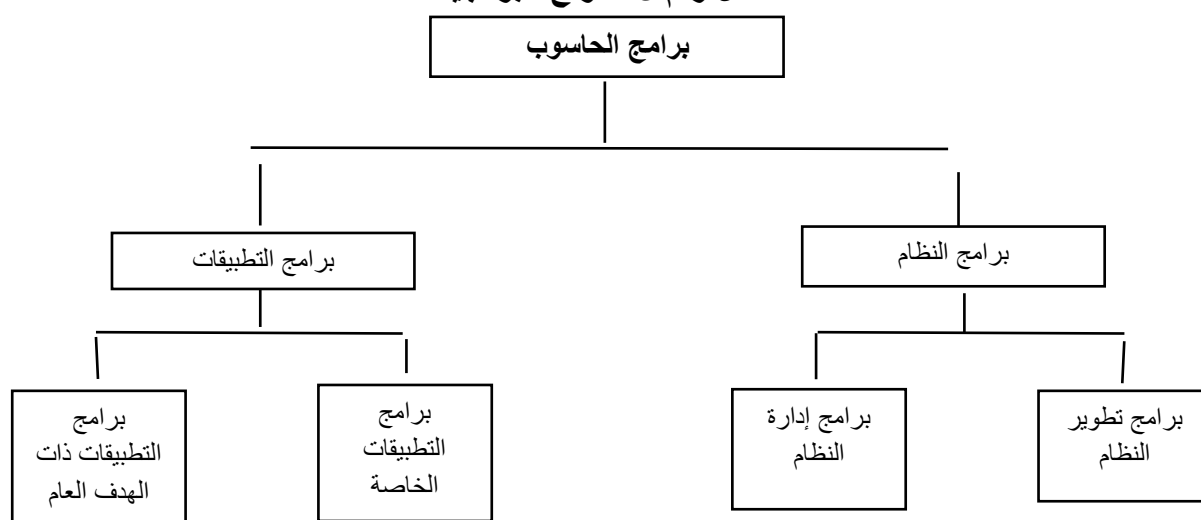 برامج الحاسوب
برامج النظام
برامج التطبيقات
برامج تطوير
النظام
برامج إدارة
النظام
برامج
التطبيقات
الخاصة
برامج
التطبيقات ذات
الهدف العام